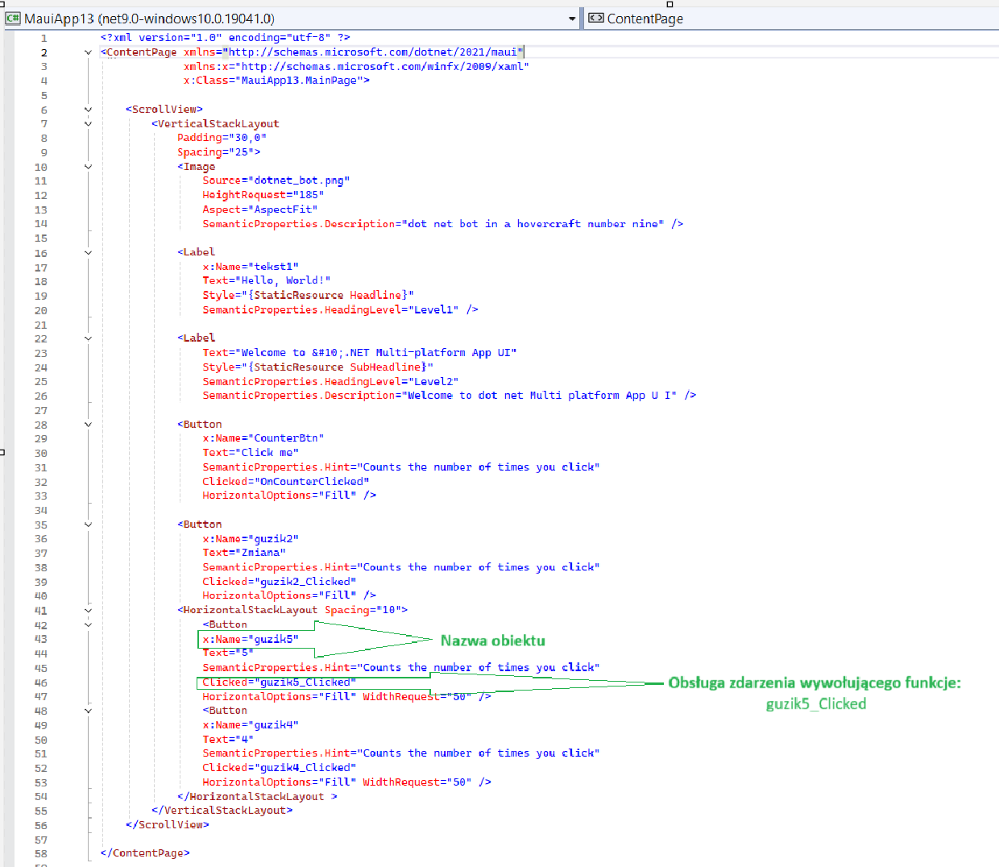 MauiApp13 (net9.0-windows10.0.19041.0)
ContentPage
1 <?xml version="1.0" encoding="utf-8" ?>
2 <ContentPage xmlns="http://schemas.microsoft.com/dotnet/2021/maui"
3 xmlns:x="http://schemas.microsoft.com/winfx/2009/xaml"
4 x:Class="MauiApp13.MainPage">
5
6 <ScrollView>
7 <VerticalStackLayout
8 Padding="30,0"
9 Spacing="25">
10 <Image
11 Source="dotnet_bot.png"
12 HeightRequest="185"
13 Aspect="AspectFit"
14 SemanticProperties.Description="dot net bot in a hovercraft number nine" />
15
16 <Label
17 x:Name="tekst1"
18 Text="Hello, World!"
19 Style="{StaticResource Headline}"
20 SemanticProperties.HeadingLevel="Level1" />
21
22 <Label
23 Text="Welcome to &#10;.NET Multi-platform App UI"
24 Style="{StaticResource SubHeadline}"
25 SemanticProperties.HeadingLevel="Level2"
26 SemanticProperties.Description="Welcome to dot net Multi platform App U I" />
27
28 <Button
29 x:Name="CounterBtn"
30 Text="Click me"
31 SemanticProperties.Hint="Counts the number of times you click"
32 Clicked="OnCounterClicked"
33 HorizontalOptions="Fill" />
34
35 <Button
36 x:Name="guzik2"
37 Text="Zmiana"
38 SemanticProperties.Hint="Counts the number of times you click"
39 Clicked="guzik2_Clicked"
40 HorizontalOptions="Fill" />
41 <HorizontalStackLayout Spacing="10">
42 <Button
43 x:Name="guzik5"
Nazwa obiektu
44 Text="5"
45 SemanticProperties.Hint="Counts the number of times you click"
46 Clicked="guzik5_Clicked"
Obsługa zdarzenia wywołującego funkcje:
guzik5_Clicked
47 HorizontalOptions="Fill" WidthRequest="50" />
48 <Button
49 x:Name="guzik4"
50 Text="4"
51 SemanticProperties.Hint="Counts the number of times you click"
52 Clicked="guzik4_Clicked"
53 HorizontalOptions="Fill" WidthRequest="50" />
54 </HorizontalStackLayout >
55 </VerticalStackLayout>
56 </ScrollView>
57
58 </ContentPage>